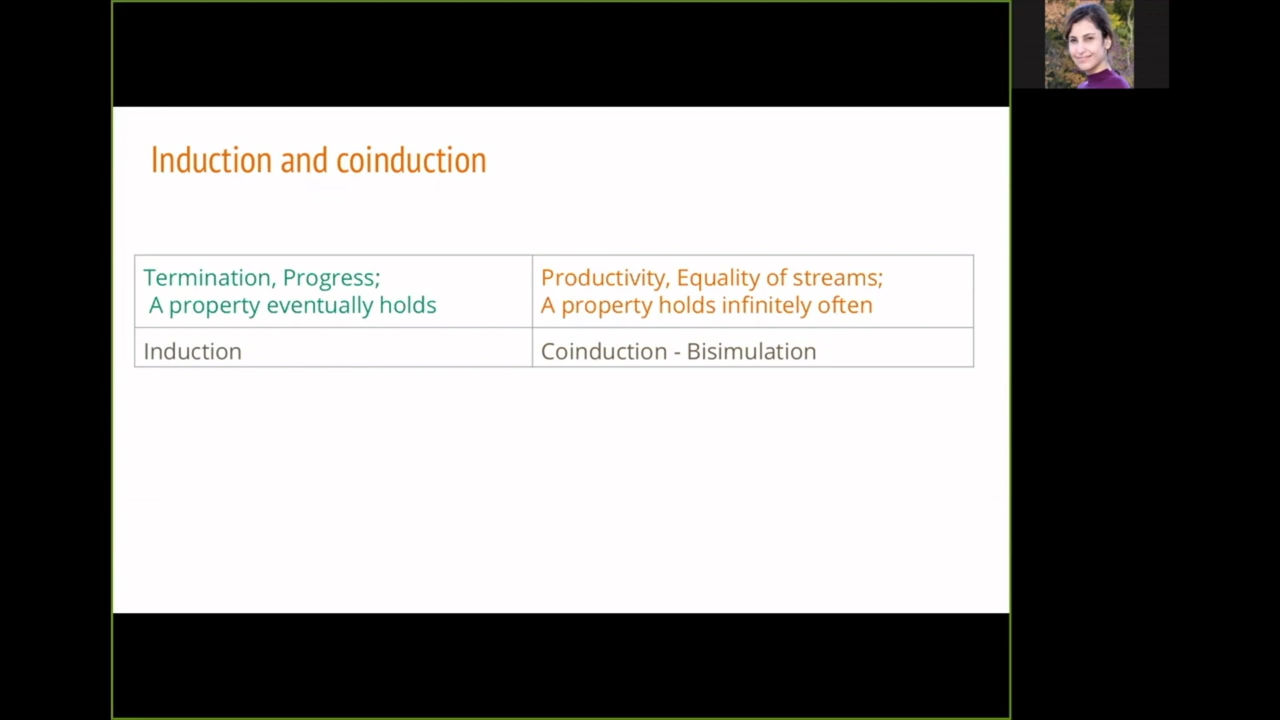 Induction and coinduction
Termination, Progress;
A property eventually holds
Productivity, Equality of streams;
A property holds infinitely often
Induction
Coinduction - Bisimulation